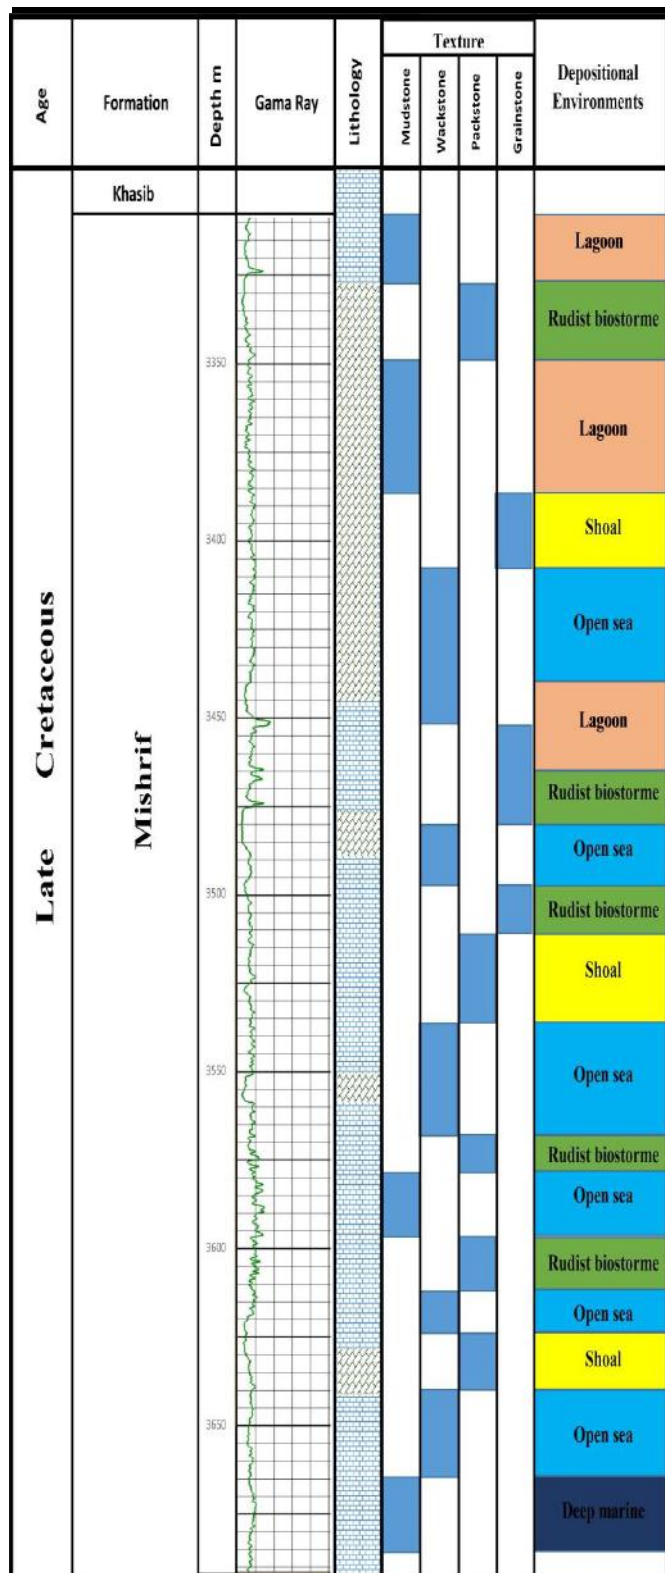 Age
Formation
Depth m
Gama Ray
Lithology
Texture
Mudstone
Wackstone
Packstone
Grainstone
Depositional
Environments
Khasib
Late Cretaceous
Mishrif
3350
3400
3450
3500
3550
3600
3650
Lagoon
Rudist biostorme
Lagoon
Shoal
Open sea
Lagoon
Rudist biostorme
Open sea
Rudist biostorme
Shoal
Open sea
Rudist biostorme
Open sea
Rudist biostorme
Open sea
Shoal
Open sea
Deep marine